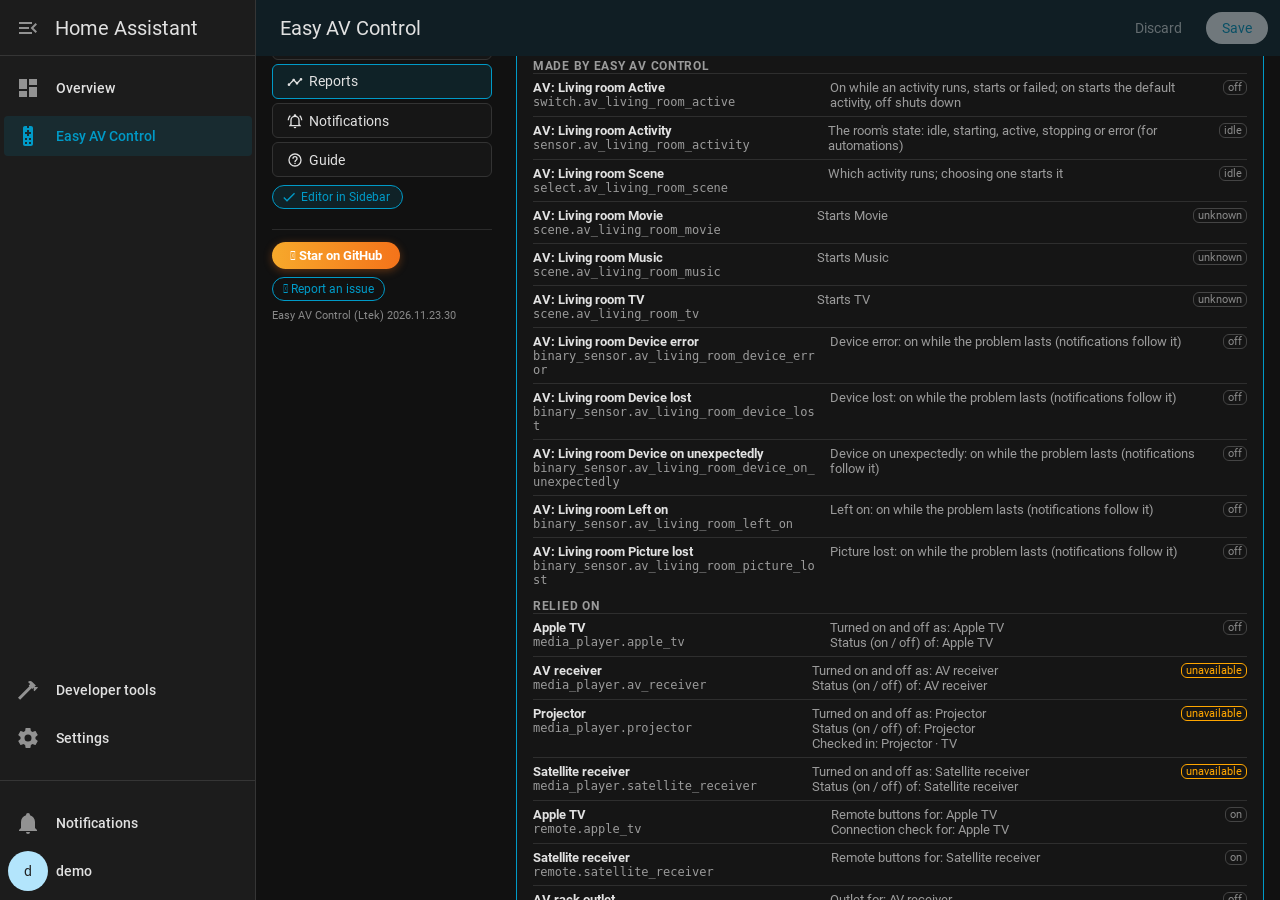 Home Assistant
Easy AV Control
Discard
Save
Overview
Easy AV Control
Developer tools
Settings
Notifications
d
demo
Reports
Notifications
Guide
Editor in Sidebar
Star on GitHub
Report an issue
Easy AV Control (Ltek) 2026.11.23.30
MADE BY EASY AV CONTROL
AV: Living room Active
switch.av_living_room_active
On while an activity runs, starts or failed; on starts the default
activity, off shuts down
off
AV: Living room Activity
sensor.av_living_room_activity
The room's state: idle, starting, active, stopping or error (for
automations)
idle
AV: Living room Scene
select.av_living_room_scene
Which activity runs; choosing one starts it
idle
AV: Living room Movie
scene.av_living_room_movie
Starts Movie
unknown
AV: Living room Music
scene.av_living_room_music
Starts Music
unknown
AV: Living room TV
scene.av_living_room_tv
Starts TV
unknown
AV: Living room Device error
binary_sensor.av_living_room_device_err
or
Device error: on while the problem lasts (notifications follow it)
off
AV: Living room Device lost
binary_sensor.av_living_room_device_los
t
Device lost: on while the problem lasts (notifications follow it)
off
AV: Living room Device on unexpectedly
binary_sensor.av_living_room_device_on_
unexpectedly
Device on unexpectedly: on while the problem lasts (notifications
follow it)
off
AV: Living room Left on
binary_sensor.av_living_room_left_on
Left on: on while the problem lasts (notifications follow it)
off
AV: Living room Picture lost
binary_sensor.av_living_room_picture_lo
st
Picture lost: on while the problem lasts (notifications follow it)
off
RELIED ON
Apple TV
media_player.apple_tv
Turned on and off as: Apple TV
Status (on / off) of: Apple TV
off
AV receiver
media_player.av_receiver
Turned on and off as: AV receiver
Status (on / off) of: AV receiver
unavailable
Projector
media_player.projector
Turned on and off as: Projector
Status (on / off) of: Projector
Checked in: Projector · TV
unavailable
Satellite receiver
media_player.satellite_receiver
Turned on and off as: Satellite receiver
Status (on / off) of: Satellite receiver
unavailable
Apple TV
remote.apple_tv
Remote buttons for: Apple TV
Connection check for: Apple TV
on
Satellite receiver
remote.satellite_receiver
Remote buttons for: Satellite receiver
on
AV rack outlet
Outlet for: AV receiver
off